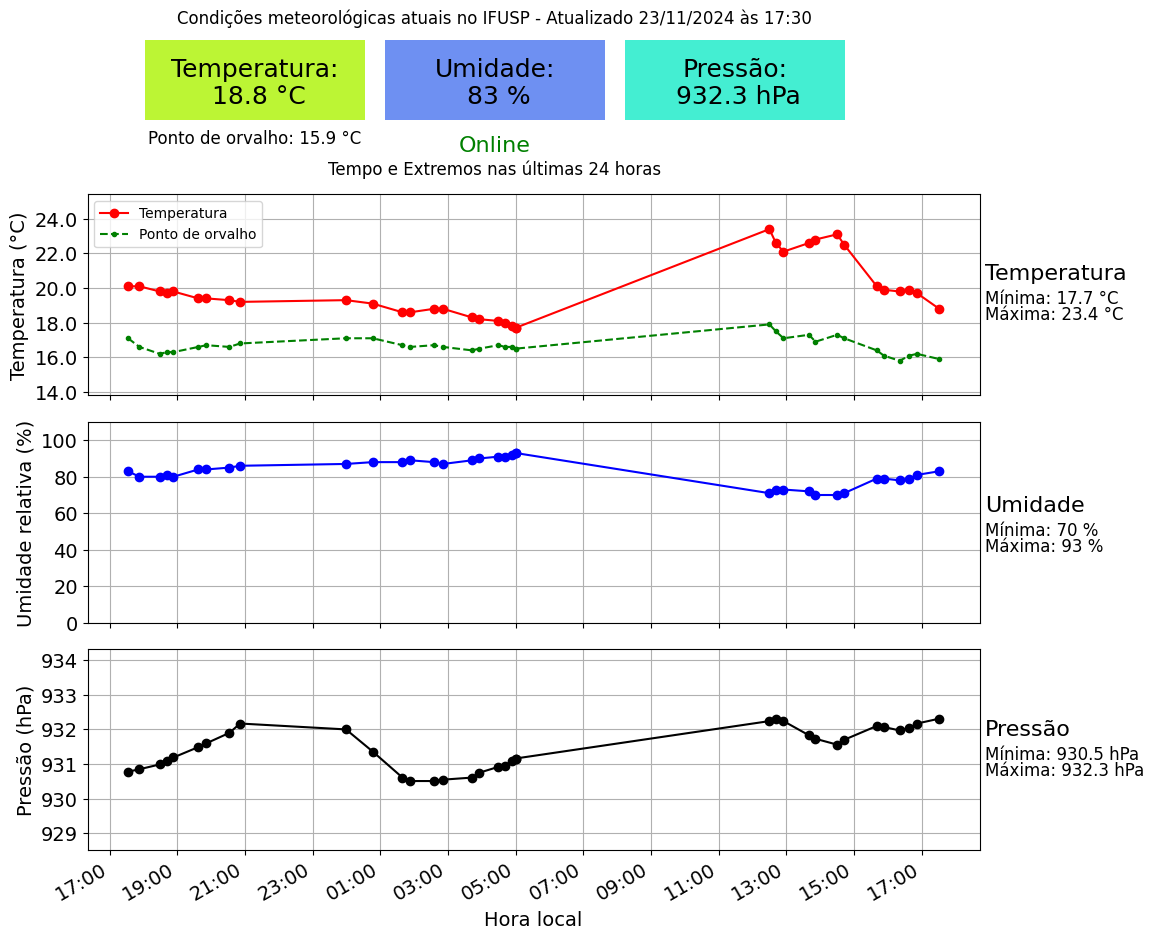 Condições meteorológicas atuais no IFUSP - Atualizado 23/11/2024 às 17:30
Temperatura:
18.8 °C
Umidade:
83 %
Pressão:
932.3 hPa
Ponto de orvalho: 15.9 °C
Online
Tempo e Extremos nas últimas 24 horas
Temperatura (°C)
24.0
22.0
20.0
18.0
16.0
14.0
Temperatura
Ponto de orvalho
Temperatura
Mínima: 17.7 °C
Máxima: 23.4 °C
Umidade relativa (%)
100
80
60
40
20
0
Umidade
Mínima: 70 %
Máxima: 93 %
Pressão (hPa)
934
933
932
931
930
929
Pressão
Mínima: 930.5 hPa
Máxima: 932.3 hPa
17:00 19:00 21:00 23:00 01:00 03:00 05:00 07:00 09:00 11:00 13:00 15:00 17:00
Hora local